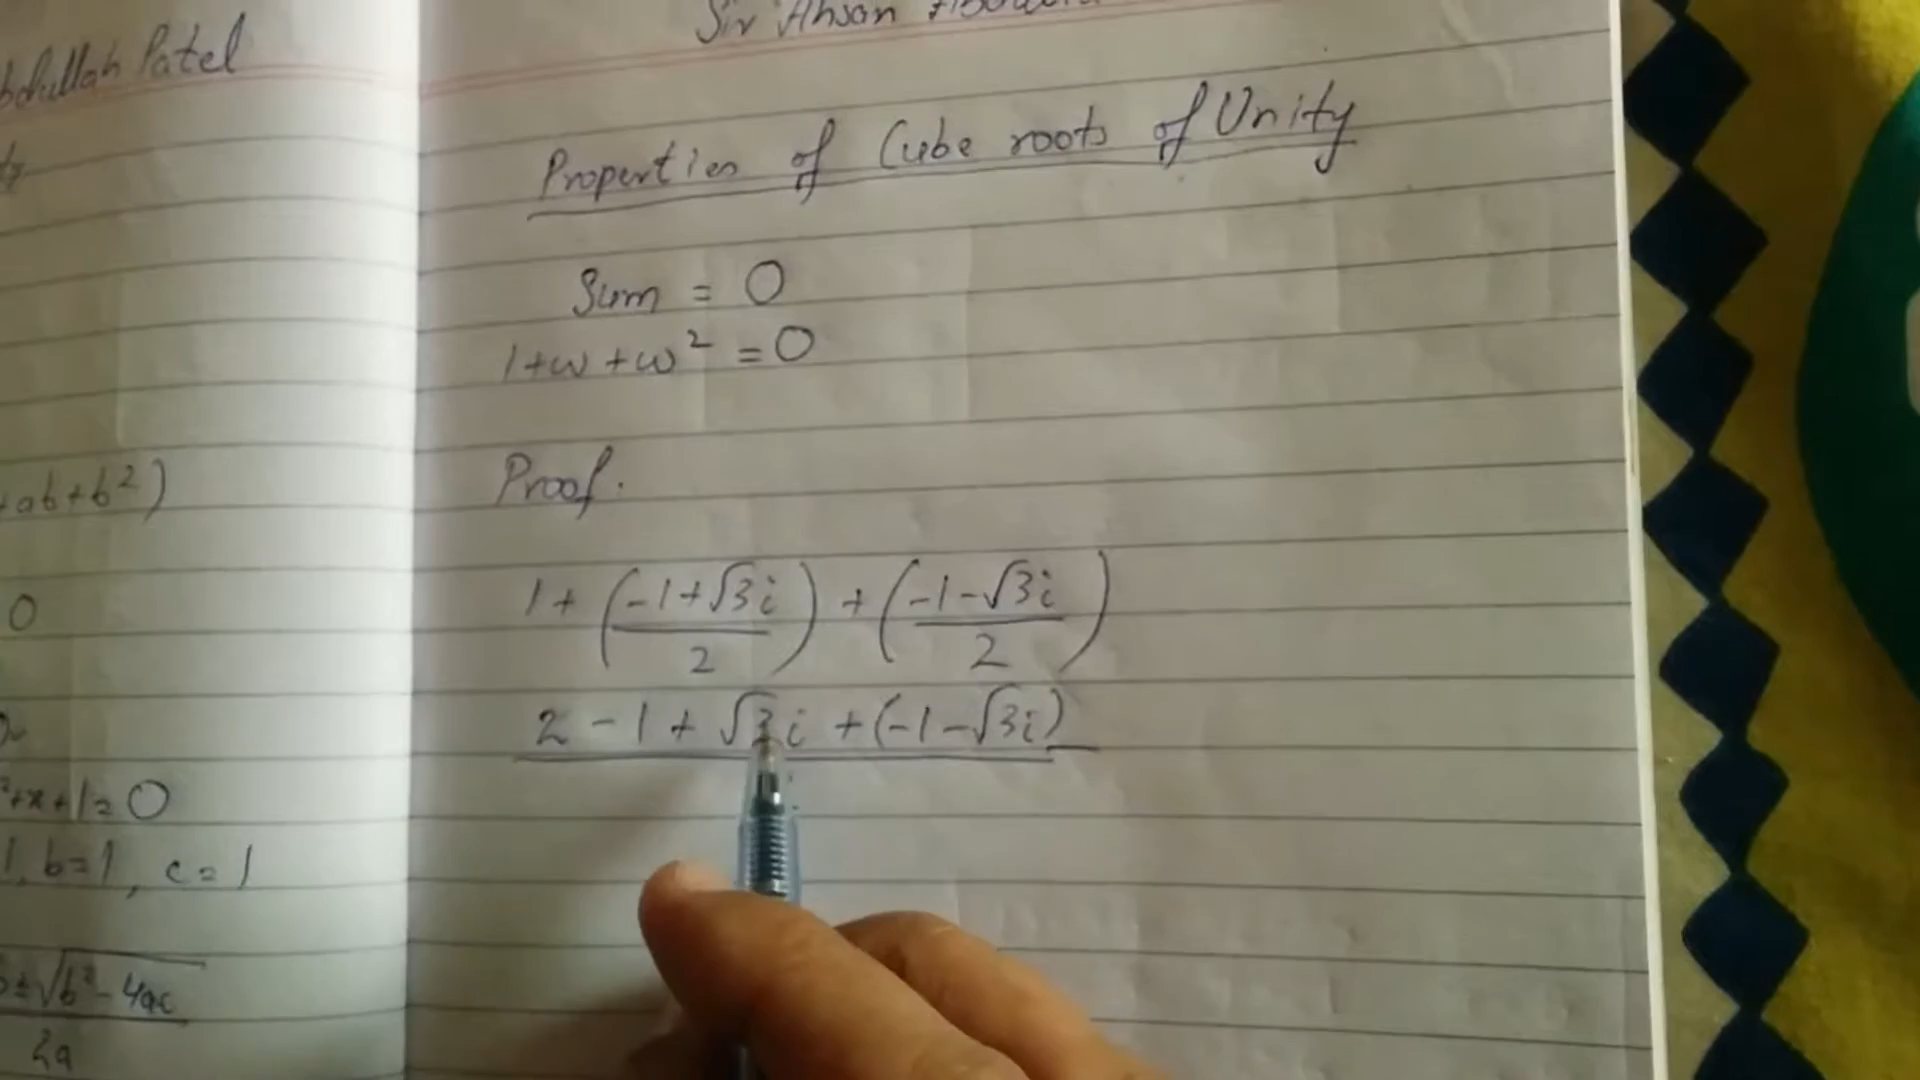 Patel
+ab+b²)
0
²+x+1=0
1, b=1, c=1
±√b²-4ac
2a
Sir Ahsan
Properties of Cube roots of Unity
Sum = 0
1+ω+ω² = 0
Proof.
1 + (-1+√3i/2) + (-1-√3i/2)
2 - 1 + √3i + (-1-√3i)